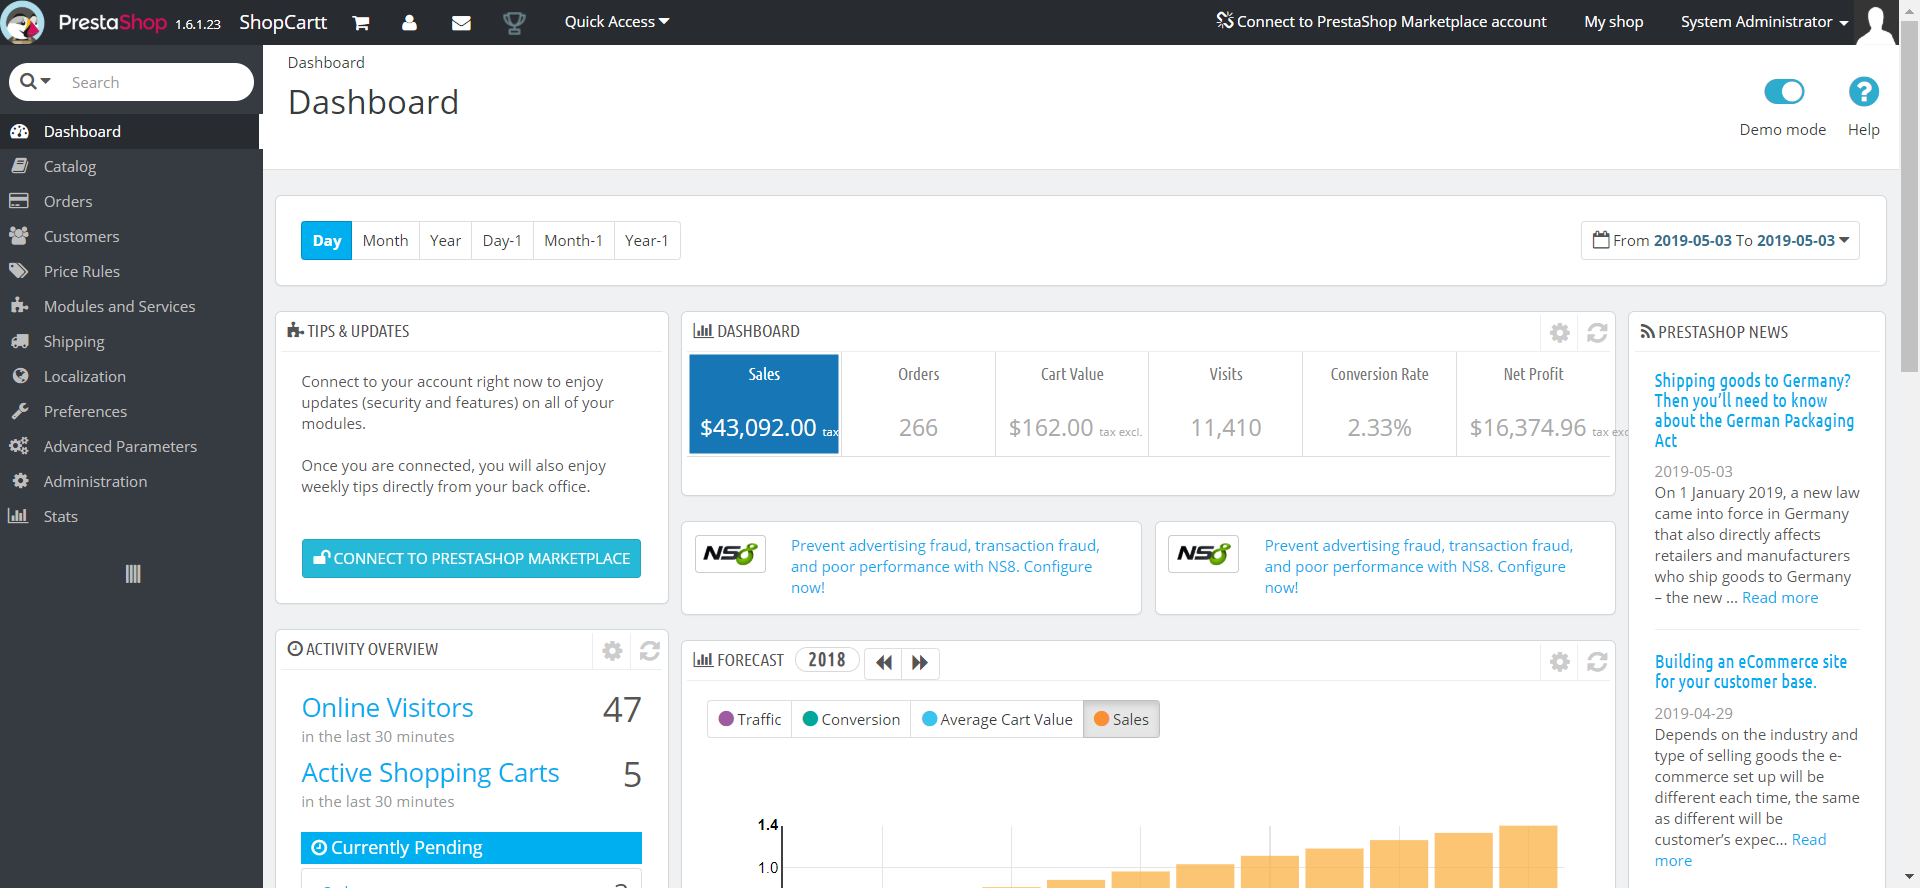 PrestaShop 1.6.1.23 ShopCartt Quick Access Connect to PrestaShop Marketplace account My shop System Administrator
Search
Dashboard
Catalog
Orders
Customers
Price Rules
Modules and Services
Shipping
Localization
Preferences
Advanced Parameters
Administration
Stats
Dashboard
Dashboard
Demo mode
Help
Day Month Year Day-1 Month-1 Year-1
From 2019-05-03 To 2019-05-03
TIPS & UPDATES
Connect to your account right now to enjoy
updates (security and features) on all of your
modules.
Once you are connected, you will also enjoy
weekly tips directly from your back office.
CONNECT TO PRESTASHOP MARKETPLACE
ACTIVITY OVERVIEW
Online Visitors 47
in the last 30 minutes
Active Shopping Carts 5
in the last 30 minutes
Currently Pending
DASHBOARD
Sales Orders Cart Value Visits Conversion Rate Net Profit
$43,092.00 tax 266 $162.00 tax excl. 11,410 2.33% $16,374.96 tax exc
NS8
Prevent advertising fraud, transaction fraud,
and poor performance with NS8. Configure
now!
NS8
Prevent advertising fraud, transaction fraud,
and poor performance with NS8. Configure
now!
FORECAST 2018
Traffic Conversion Average Cart Value Sales
1.4
1.0
PRESTASHOP NEWS
Shipping goods to Germany?
Then you'll need to know
about the German Packaging
Act
2019-05-03
On 1 January 2019, a new law
came into force in Germany
that also directly affects
retailers and manufacturers
who ship goods to Germany
– the new ... Read more
Building an eCommerce site
for your customer base.
2019-04-29
Depends on the industry and
type of selling goods the e-
commerce set up will be
different each time, the same
as different will be
customer’s expec... Read
more